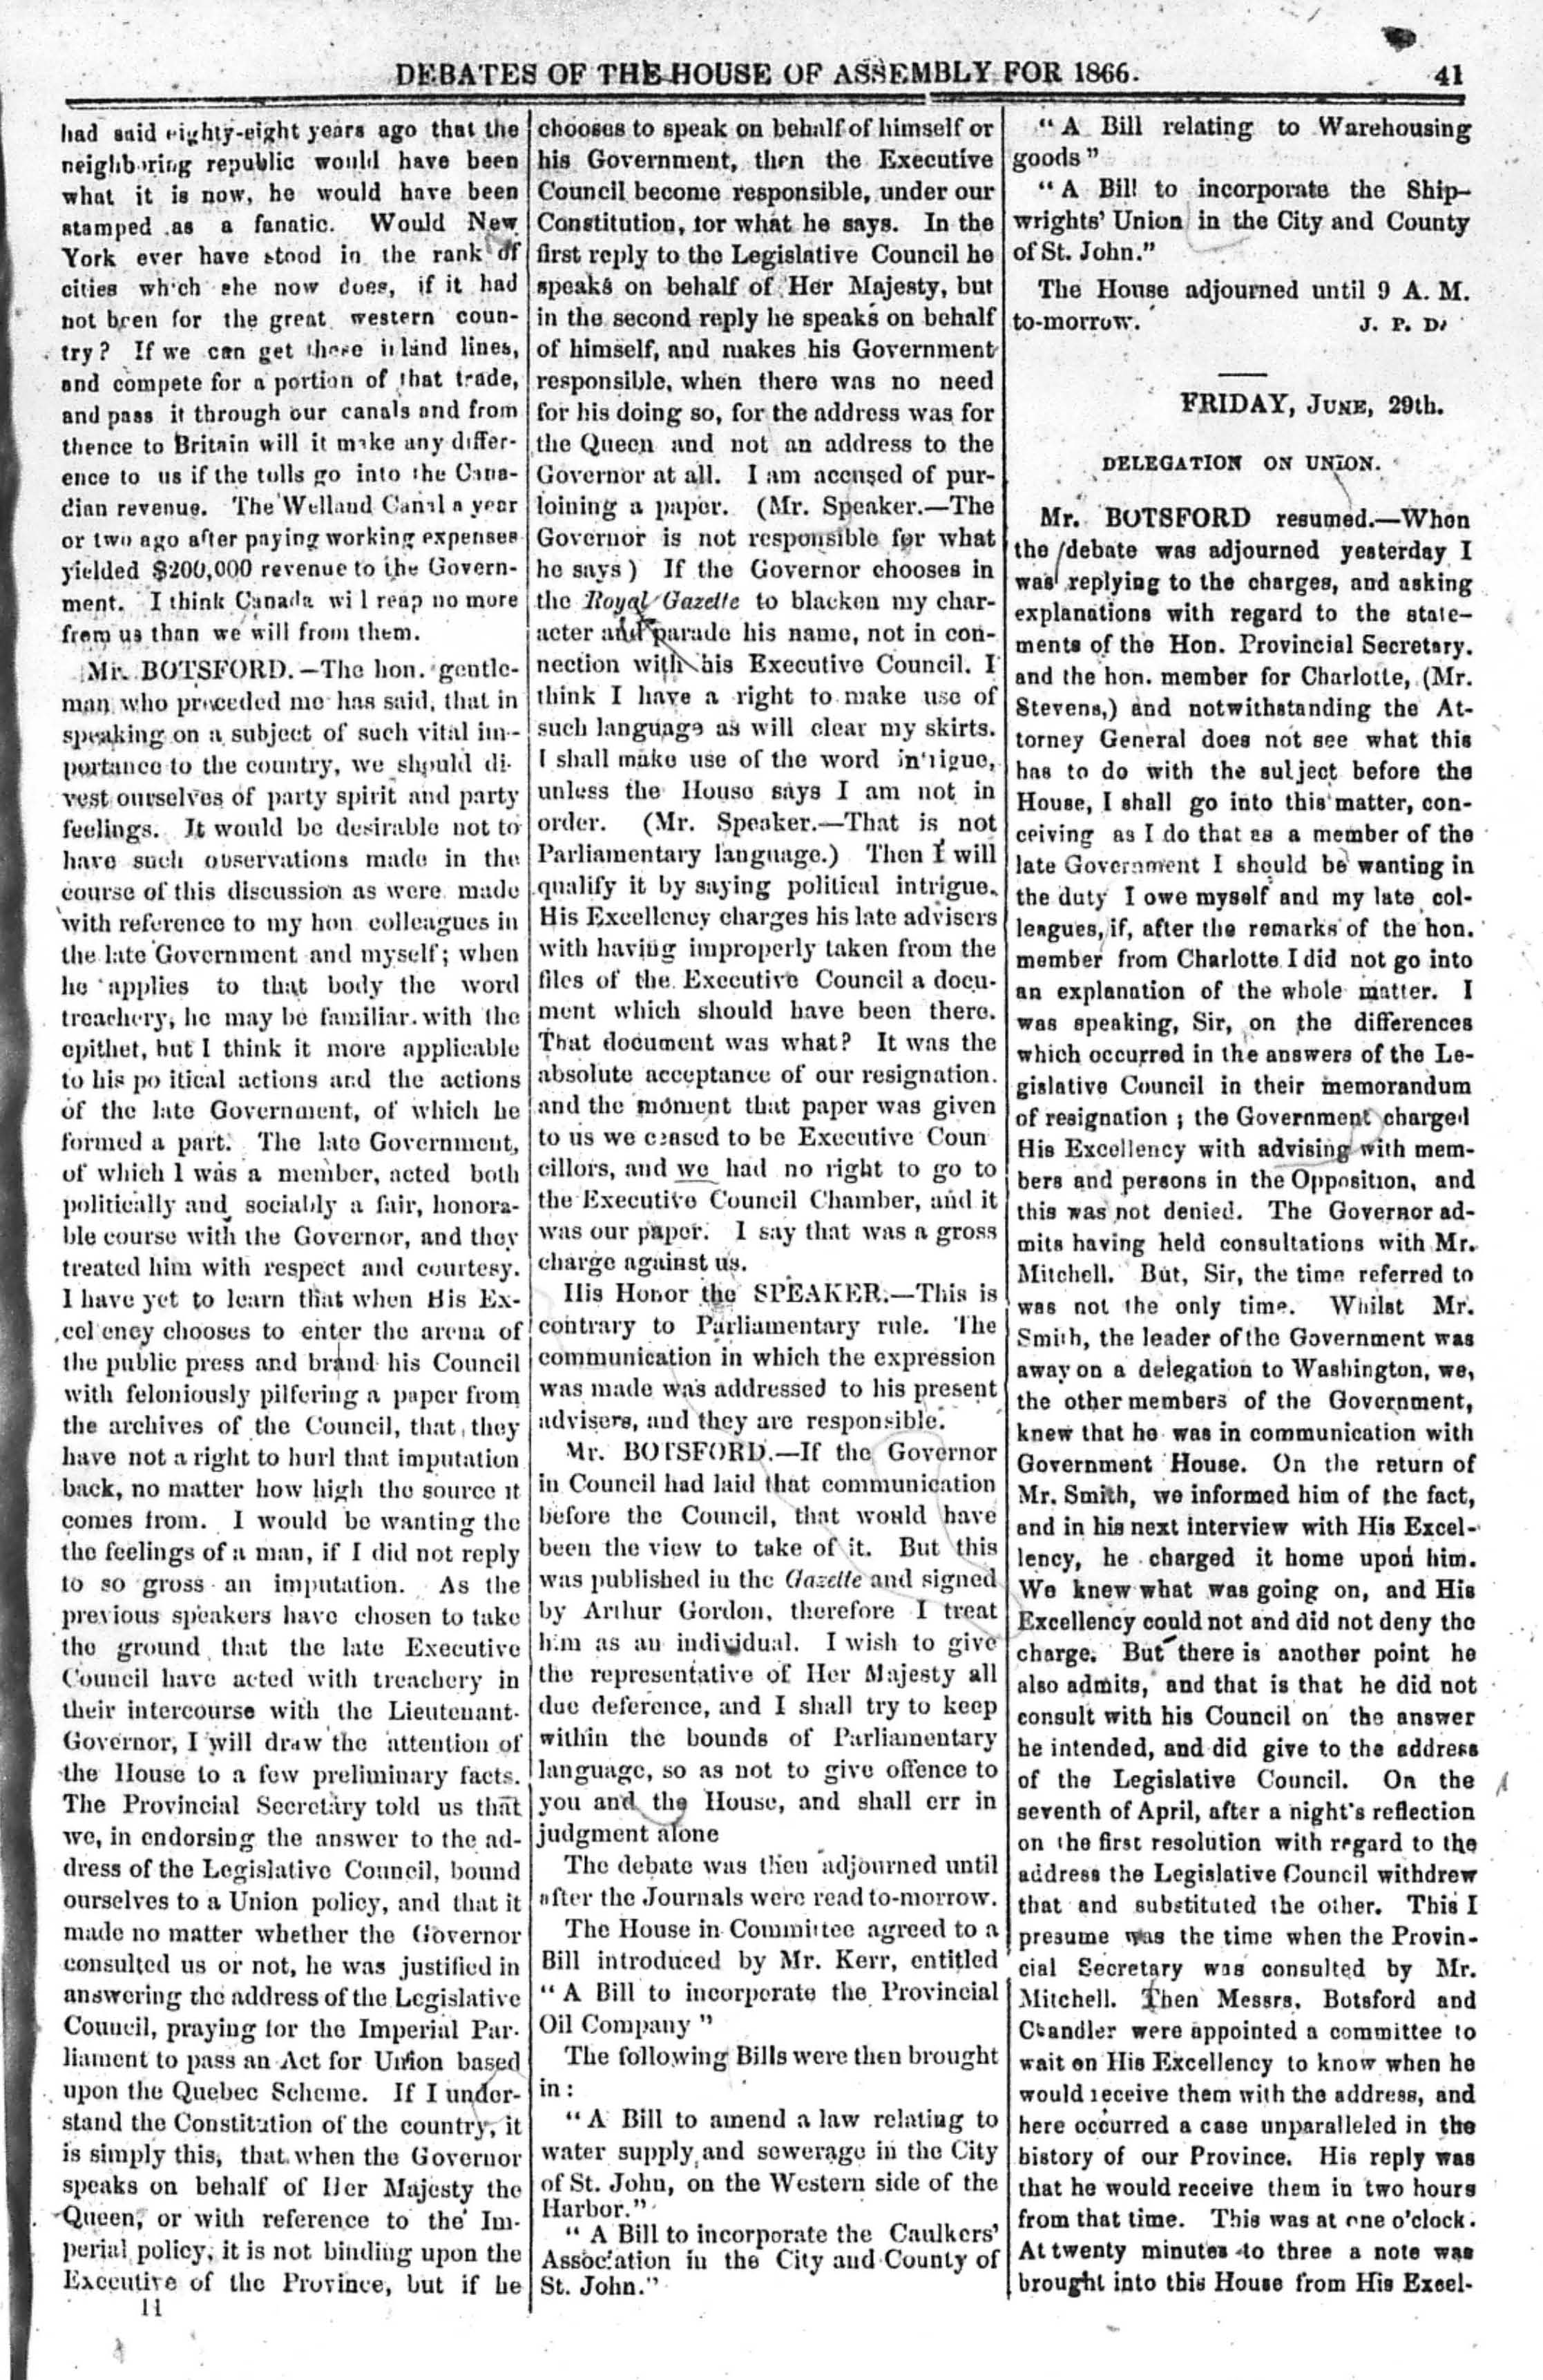 DEBATES OF THE HOUSE OF ASSEMBLY FOR 1866. 41
had said eighty-eight years ago that the
neighboring republic would have been
what it is now, he would have been
stamped as a fanatic. Would New
York ever have stood in the rank of
cities which she now does, if it had
not been for the great western coun-
try? If we can get these inland lines,
and compete for a portion of that trade,
and pass it through our canals and from
thence to Britain will it make any differ-
ence to us if the tolls go into the Cana-
dian revenue. The Welland Canal a year
or two ago after paying working expenses
yielded $200,000 revenue to the Govern-
ment. I think Canada will reap no more
from us than we will from them.
Mr. BOTSFORD.—The hon. gentle-
man who preceded me has said, that in
speaking on a subject of such vital im-
portance to the country, we should di-
vest ourselves of party spirit and party
feelings. It would be desirable not to
have such observations made in the
course of this discussion as were made
with reference to my hon colleagues in
the late Government and myself; when
he applies to that body the word
treachery, he may be familiar with the
epithet, but I think it more applicable
to his po itical actions and the actions
of the late Government, of which he
formed a part. The late Government,
of which I was a member, acted both
politically and sociably a fair, honora-
ble course with the Governor, and they
treated him with respect and courtesy.
I have yet to learn that when His Ex-
cel ency chooses to enter the arena of
the public press and brand his Council
with feloniously pilfering a paper from
the archives of the Council, that they
have not a right to hurl that imputation
back, no matter how high the source it
comes from. I would be wanting the
the feelings of a man, if I did not reply
to so gross an imputation. As the
previous speakers have chosen to take
the ground that the late Executive
Council have acted with treachery in
their intercourse with the Lieutenant-
Governor, I will draw the attention of
the House to a few preliminary facts.
The Provincial Secretary told us that
we, in endorsing the answer to the ad-
dress of the Legislative Council, bound
ourselves to a Union policy, and that it
made no matter whether the Governor
consulted us or not, he was justified in
answering the address of the Legislative
Council, praying for the Imperial Par-
liament to pass an Act for Union based
upon the Quebec Scheme. If I under-
stand the Constitution of the country, it
is simply this, that when the Governor
speaks on behalf of Her Majesty the
Queen, or with reference to the Im-
perial policy, it is not binding upon the
Executive of the Province, but if he
11
chooses to speak on behalf of himself or
his Government, then the Executive
Council become responsible, under our
Constitution, for what he says. In the
first reply to the Legislative Council he
speaks on behalf of Her Majesty, but
in the second reply he speaks on behalf
of himself, and makes his Government
responsible, when there was no need
for his doing so, for the address was for
the Queen and not an address to the
Governor at all. I am accused of pur-
loining a paper. (Mr. Speaker.—The
Governor is not responsible for what
he says) If the Governor chooses in
the Royal Gazette to blacken my char-
acter and parade his name, not in con-
nection with his Executive Council. I
think I have a right to make use of
such language as will clear my skirts.
I shall make use of the word intrigue,
unless the House says I am not in
order. (Mr. Speaker.—That is not
Parliamentary language.) Then I will
qualify it by saying political intrigue.
His Excellency charges his late advisers
with having improperly taken from the
files of the Executive Council a docu-
ment which should have been there.
That document was what? It was the
absolute acceptance of our resignation.
and the moment that paper was given
to us we ceased to be Executive Coun
cillors, and we had no right to go to
the Executive Council Chamber, and it
was our paper. I say that was a gross
charge against us.
His Honor the SPEAKER.—This is
contrary to Parliamentary rule. The
communication in which the expression
was made was addressed to his present
advisers, and they are responsible.
Mr. BOTSFORD.—If the Governor
in Council had laid that communication
before the Council, that would have
been the view to take of it. But this
was published in the Gazette and signed
by Arthur Gordon, therefore I treat
him as an individual. I wish to give
the representative of Her Majesty all
due deference, and I shall try to keep
within the bounds of Parliamentary
language, so as not to give offence to
you and the House, and shall err in
judgment alone
The debate was then adjourned until
after the Journals were read to-morrow.
The House in Committee agreed to a
Bill introduced by Mr. Kerr, entitled
"A Bill to incorporate the Provincial
Oil Company"
The following Bills were then brought
in:
"A Bill to amend a law relating to
water supply and sewerage in the City
of St. John, on the Western side of the
Harbor."
"A Bill to incorporate the Caulkers'
Association in the City and County of
St. John."
"A Bill relating to Warehousing
goods"
"A Bill to incorporate the Ship-
wrights' Union in the City and County
of St. John."
The House adjourned until 9 A. M.
to-morrow. J. P. D.
FRIDAY, JUNE, 29th.
DELEGATION ON UNION.
Mr. BOTSFORD resumed.—When
the debate was adjourned yesterday I
was replying to the charges, and asking
explanations with regard to the state-
ments of the Hon. Provincial Secretary.
and the hon. member for Charlotte, (Mr.
Stevens,) and notwithstanding the At-
torney General does not see what this
has to do with the subject before the
House, I shall go into this matter, con-
ceiving as I do that as a member of the
late Government I should be wanting in
the duty I owe myself and my late col-
leagues, if, after the remarks of the hon.
member from Charlotte I did not go into
an explanation of the whole matter. I
was speaking, Sir, on the differences
which occurred in the answers of the Le-
gislative Council in their memorandum
of resignation; the Government charged
His Excellency with advising with mem-
bers and persons in the Opposition, and
this was not denied. The Governor ad-
mits having held consultations with Mr.
Mitchell. But, Sir, the time referred to
was not the only time. Whilst Mr.
Smith, the leader of the Government was
away on a delegation to Washington, we,
the other members of the Government,
knew that he was in communication with
Government House. On the return of
Mr. Smith, we informed him of the fact,
and in his next interview with His Excel-
lency, he charged it home upon him.
We knew what was going on, and His
Excellency could not and did not deny the
charge. But there is another point he
also admits, and that is that he did not
consult with his Council on the answer
he intended, and did give to the address
of the Legislative Council. On the
seventh of April, after a night's reflection
on the first resolution with regard to the
address the Legislative Council withdrew
that and substituted the other. This I
presume was the time when the Provin-
cial Secretary was consulted by Mr.
Mitchell. Then Messrs. Botsford and
Chandler were appointed a committee to
wait on His Excellency to know when he
would receive them with the address, and
here occurred a case unparalleled in the
history of our Province. His reply was
that he would receive them in two hours
from that time. This was at one o'clock.
At twenty minutes to three a note was
brought into this House from His Excel-